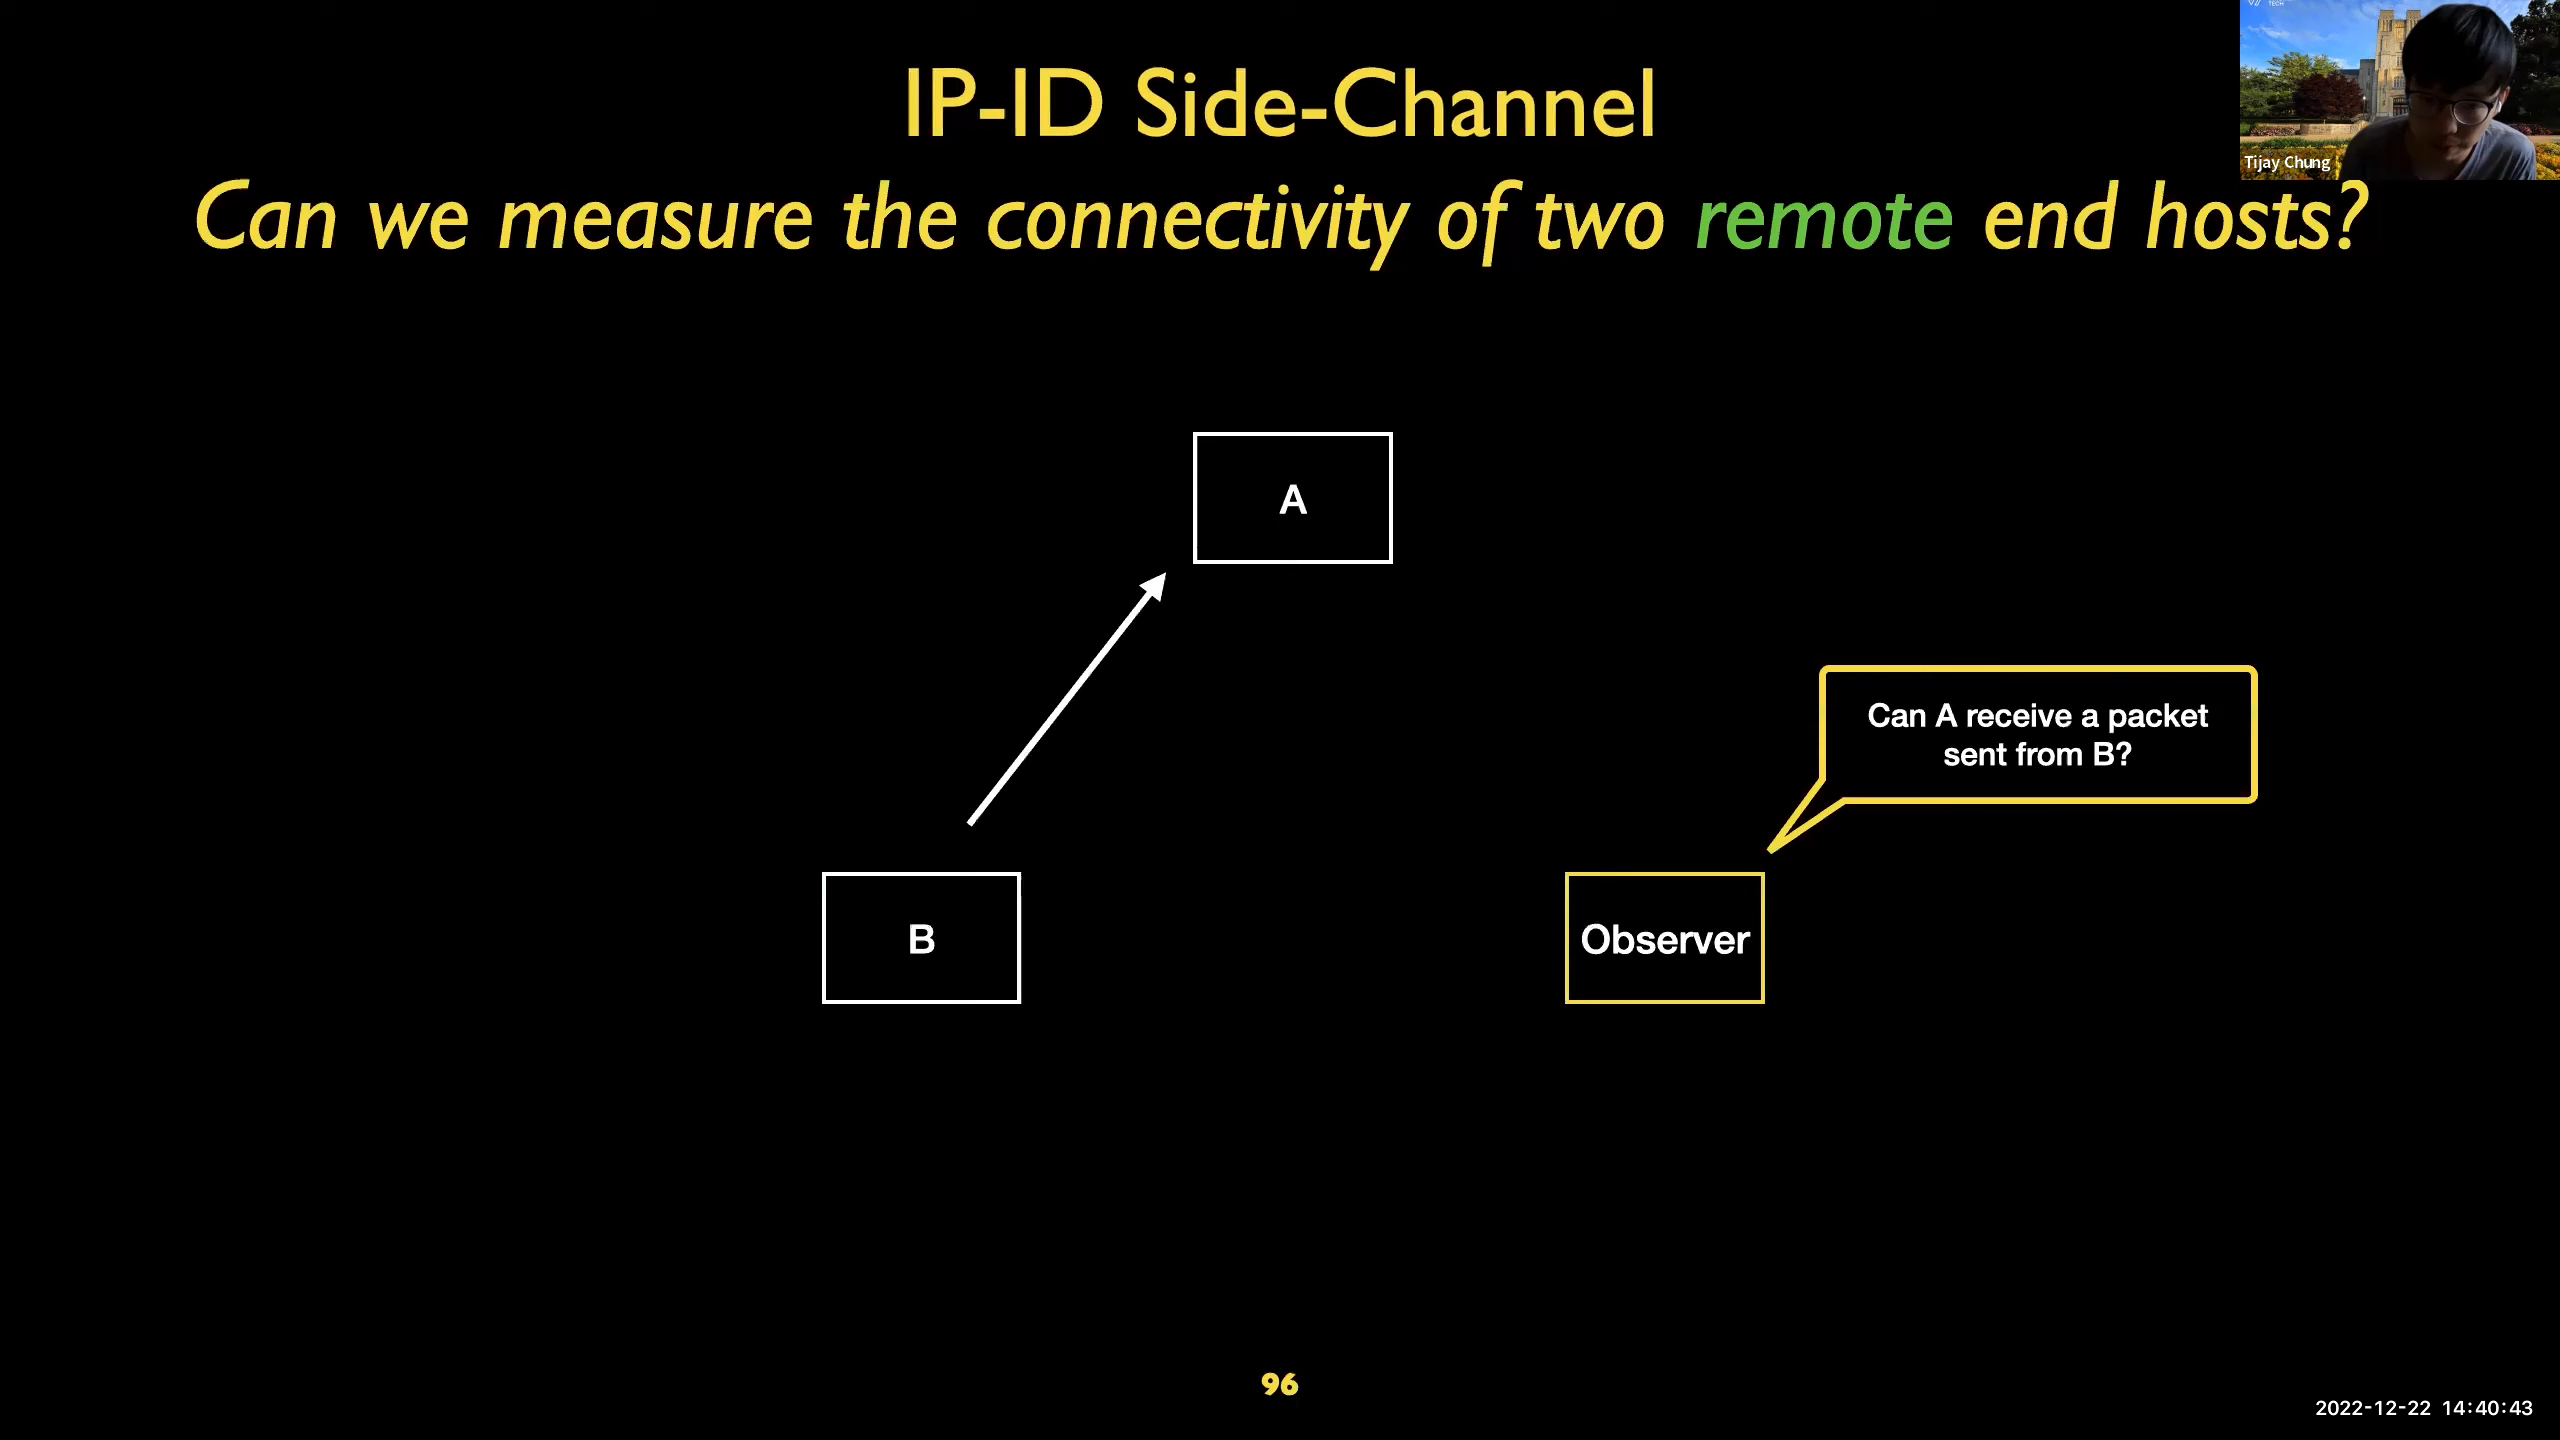 TECH
IP-ID Side-Channel
Tijay Chung
Can we measure the connectivity of two remote end hosts?
A
Can A receive a packet
sent from B?
B
Observer
96
2022-12-22 14:40:43